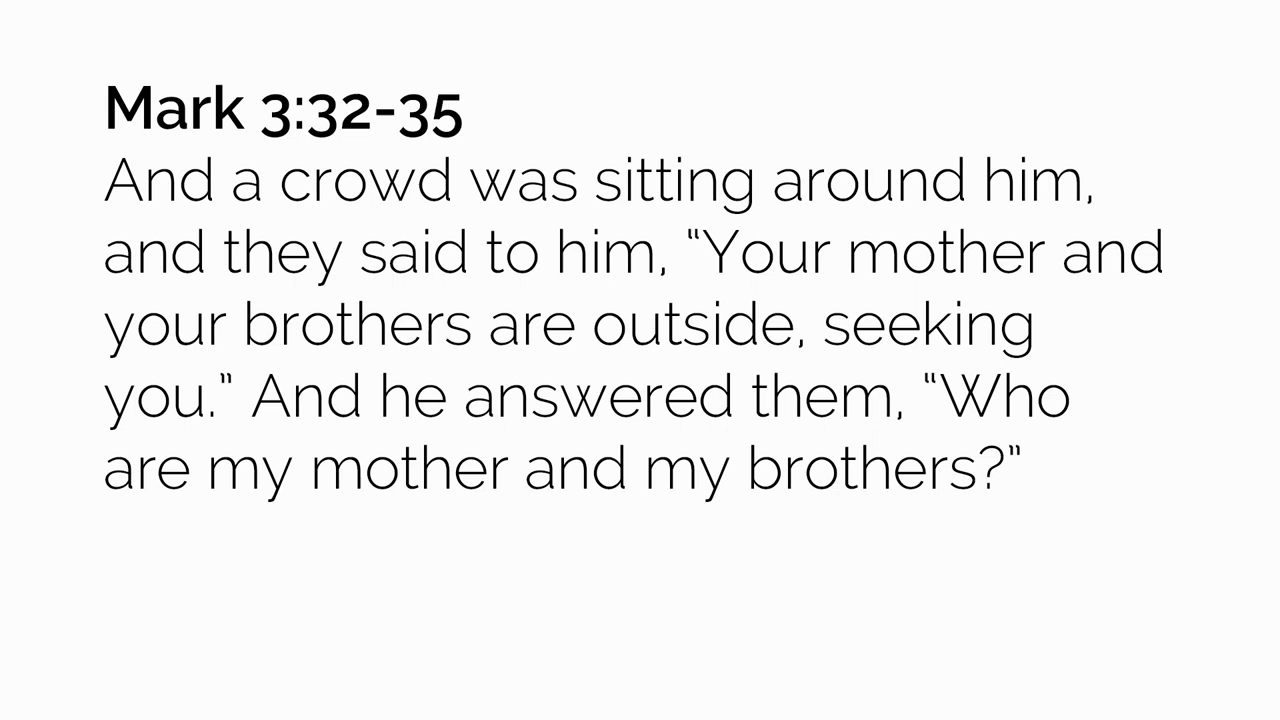 Mark 3:32-35
And a crowd was sitting around him,
and they said to him, “Your mother and
your brothers are outside, seeking
you.” And he answered them, “Who
are my mother and my brothers?”